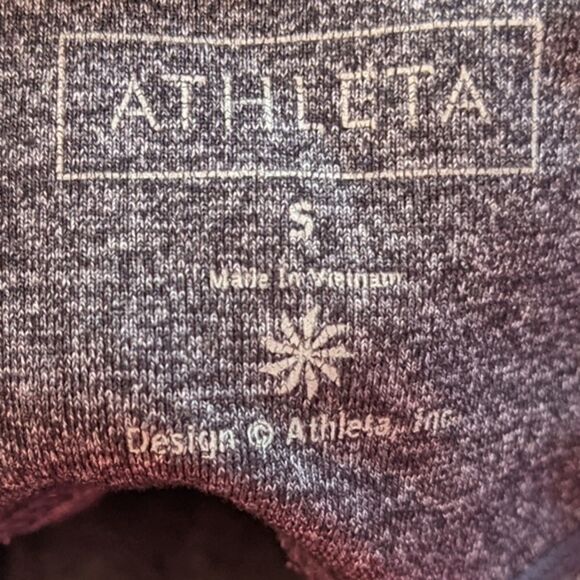 ATHLETA
S
Made In Vietnam
Design © Athleta, Inc